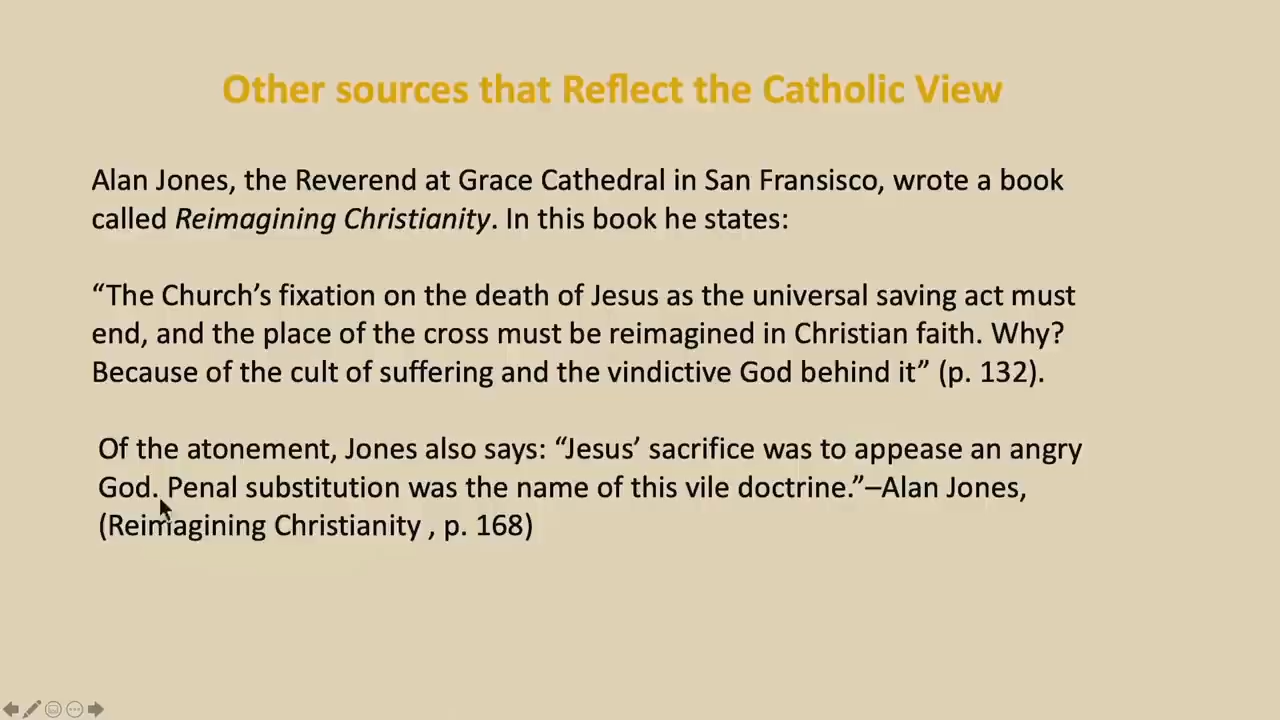 Other sources that Reflect the Catholic View
Alan Jones, the Reverend at Grace Cathedral in San Fransisco, wrote a book
called Reimagining Christianity. In this book he states:
“The Church’s fixation on the death of Jesus as the universal saving act must
end, and the place of the cross must be reimagined in Christian faith. Why?
Because of the cult of suffering and the vindictive God behind it” (p. 132).
Of the atonement, Jones also says: “Jesus’ sacrifice was to appease an angry
God. Penal substitution was the name of this vile doctrine.”–Alan Jones,
(Reimagining Christianity , p. 168)